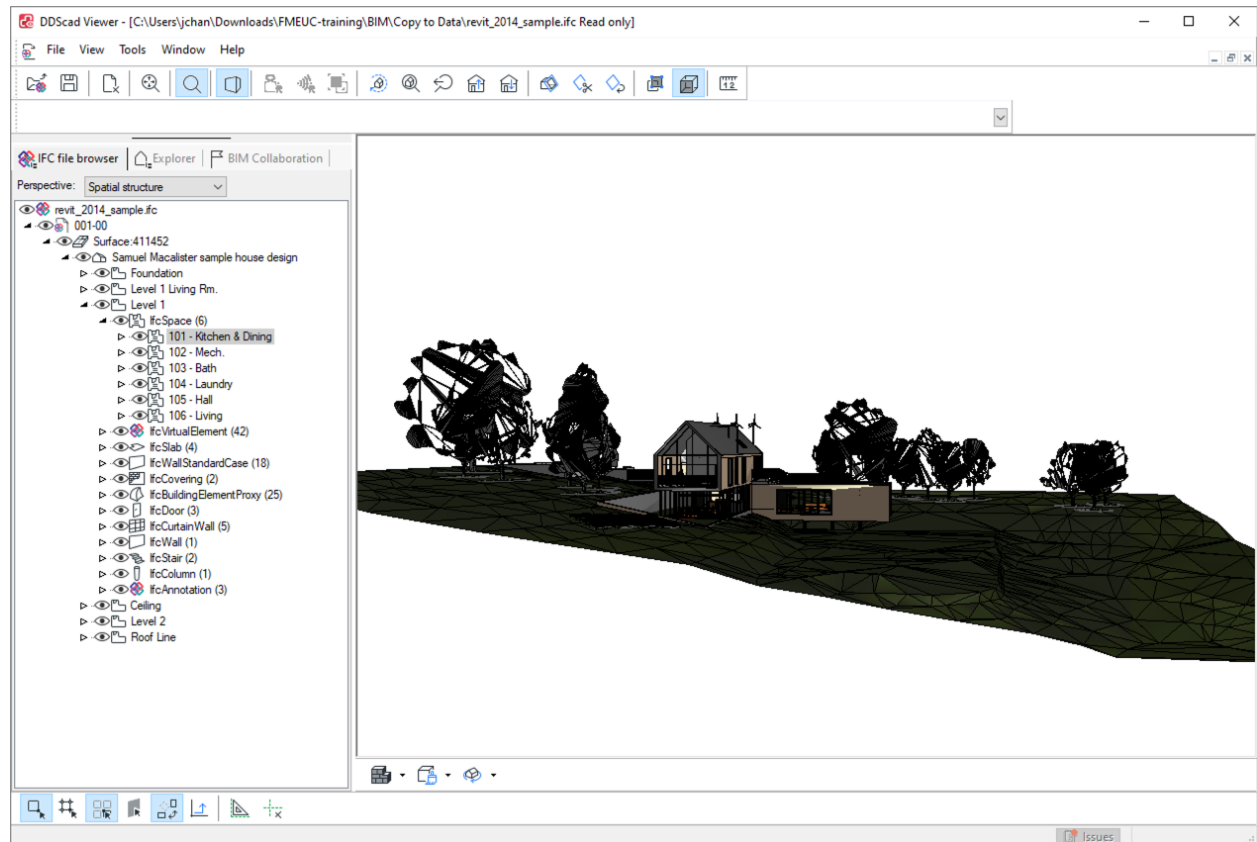 DDScad Viewer - [C:\Users\jchan\Downloads\FMEUC-training\BIM\Copy to Data\revit_2014_sample.ifc Read only]
File View Tools Window Help
IFC file browser Explorer BIM Collaboration
Perspective: Spatial structure
revit_2014_sample.ifc
001-00
Surface:411452
Samuel Macalister sample house design
Foundation
Level 1 Living Rm.
Level 1
IfcSpace (6)
101 - Kitchen & Dining
102 - Mech.
103 - Bath
104 - Laundry
105 - Hall
106 - Living
IfcVirtualElement (42)
IfcSlab (4)
IfcWallStandardCase (18)
IfcCovering (2)
IfcBuildingElementProxy (25)
IfcDoor (3)
IfcCurtainWall (5)
IfcWall (1)
IfcStair (2)
IfcColumn (1)
IfcAnnotation (3)
Ceiling
Level 2
Roof Line
Issues